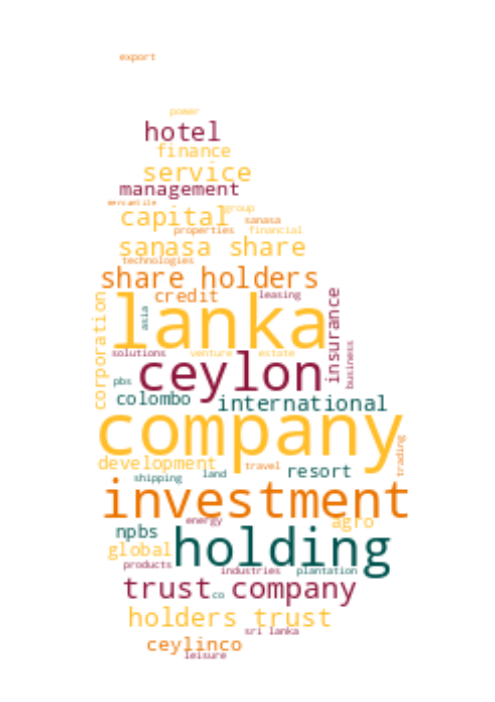 export
power
hotel
finance
service
management
mercantile
capital group
sanasa
properties financial
sanasa share
technologies
share holders
credit leasing
corporation
asia
lanka
insurance
business
solutions venture estate
ceylon
pbs
colombo international
company
trading
development travel resort
shipping land
investment
energy agro
npbs
global holding
products industries plantation
trust company
co
holders trust
sri lanka
ceylinco
leisure